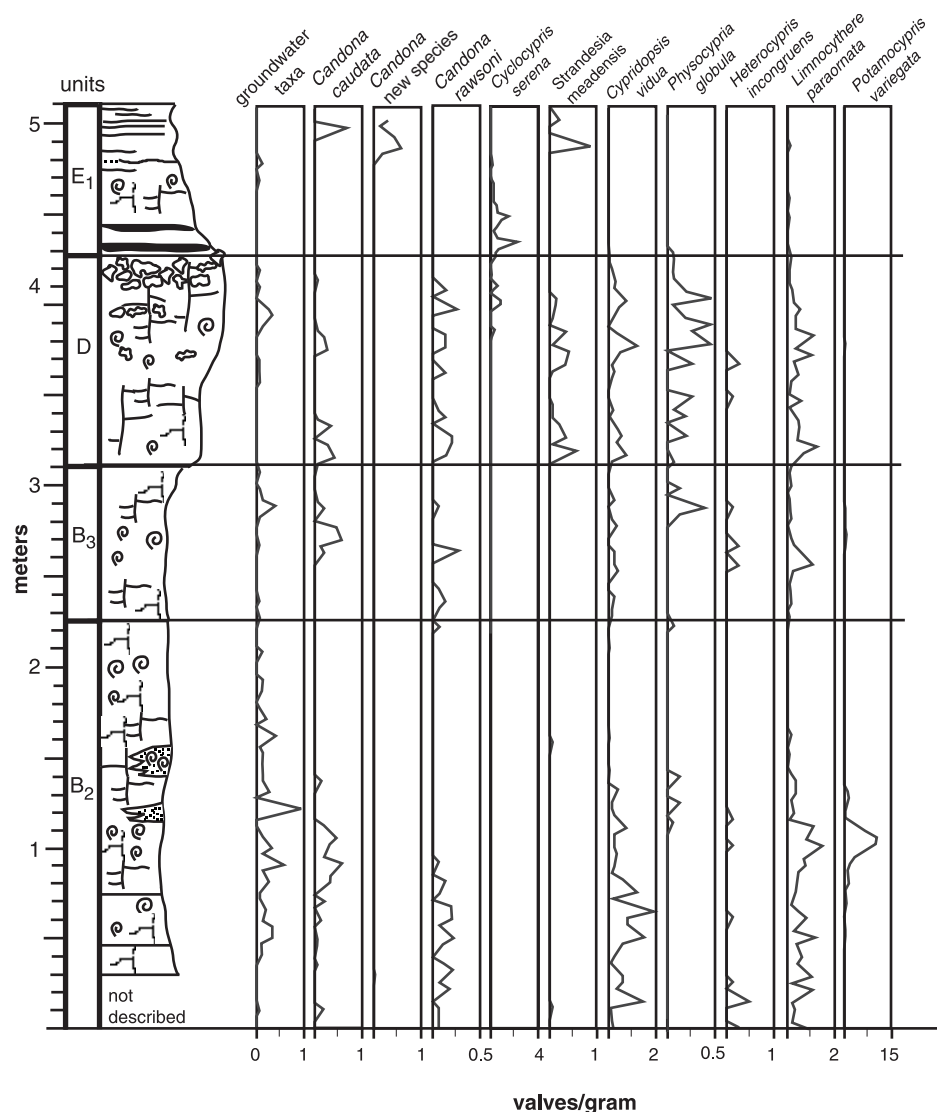 units
groundwater
taxa
Candona
caudata
Candona
new species
Candona
rawsoni
Cyclocypris
serena
Strandesia
meadensis
Cypridopsis
vidua
Physocypria
globula
Heterocypris
incongruens
Limnocythere
paraornata
Potamocypris
variegata
5
E1
4
D
3
B3
meters
2
B2
1
not
described
0 1 1 1 0.5 4 1 2 0.5 1 2 15
valves/gram